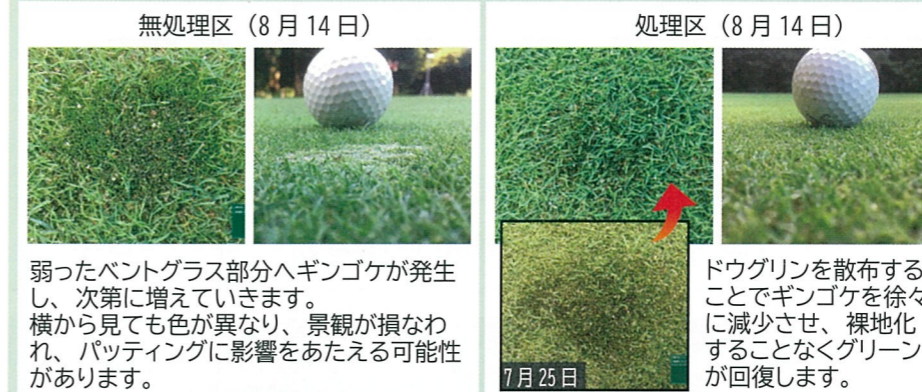 無処理区（8月14日）
弱ったベントグラス部分へギンゴケが発生
し、次第に増えていきます。
横から見ても色が異なり、景観が損なわ
れ、パッティングに影響をあたえる可能性
があります。
処理区（8月14日）
7月25日
ドウグリンを散布する
ことでギンゴケを徐々
に減少させ、裸地化
することなくグリーン
が回復します。